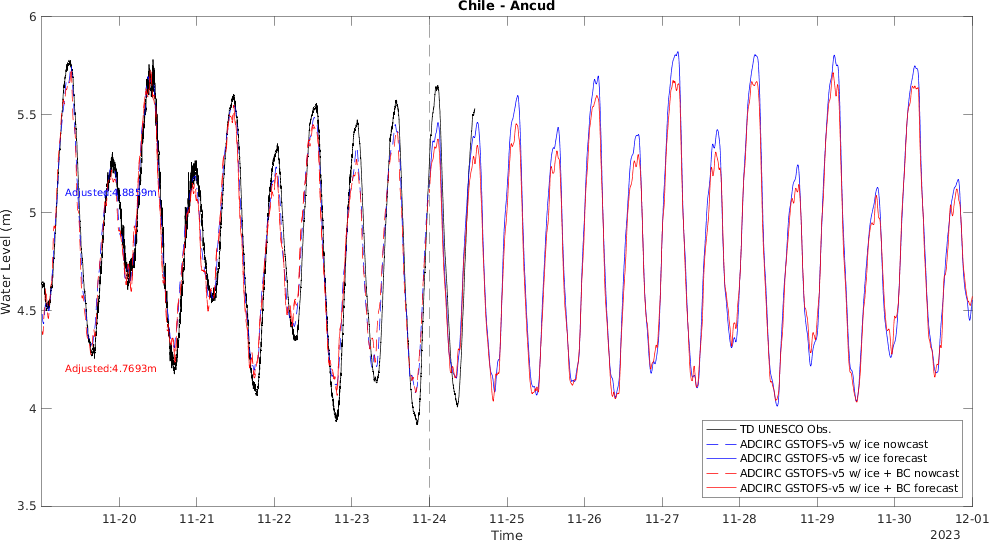 Chile - Ancud
6
5.5
5
4.5
4
3.5
Water Level (m)
Adjusted:4.8859m
Adjusted:4.7693m
TD UNESCO Obs.
ADCIRC GSTOFS-v5 w/ ice nowcast
ADCIRC GSTOFS-v5 w/ ice forecast
ADCIRC GSTOFS-v5 w/ ice + BC nowcast
ADCIRC GSTOFS-v5 w/ ice + BC forecast
11-20 11-21 11-22 11-23 11-24 11-25 11-26 11-27 11-28 11-29 11-30 12-01
Time
2023